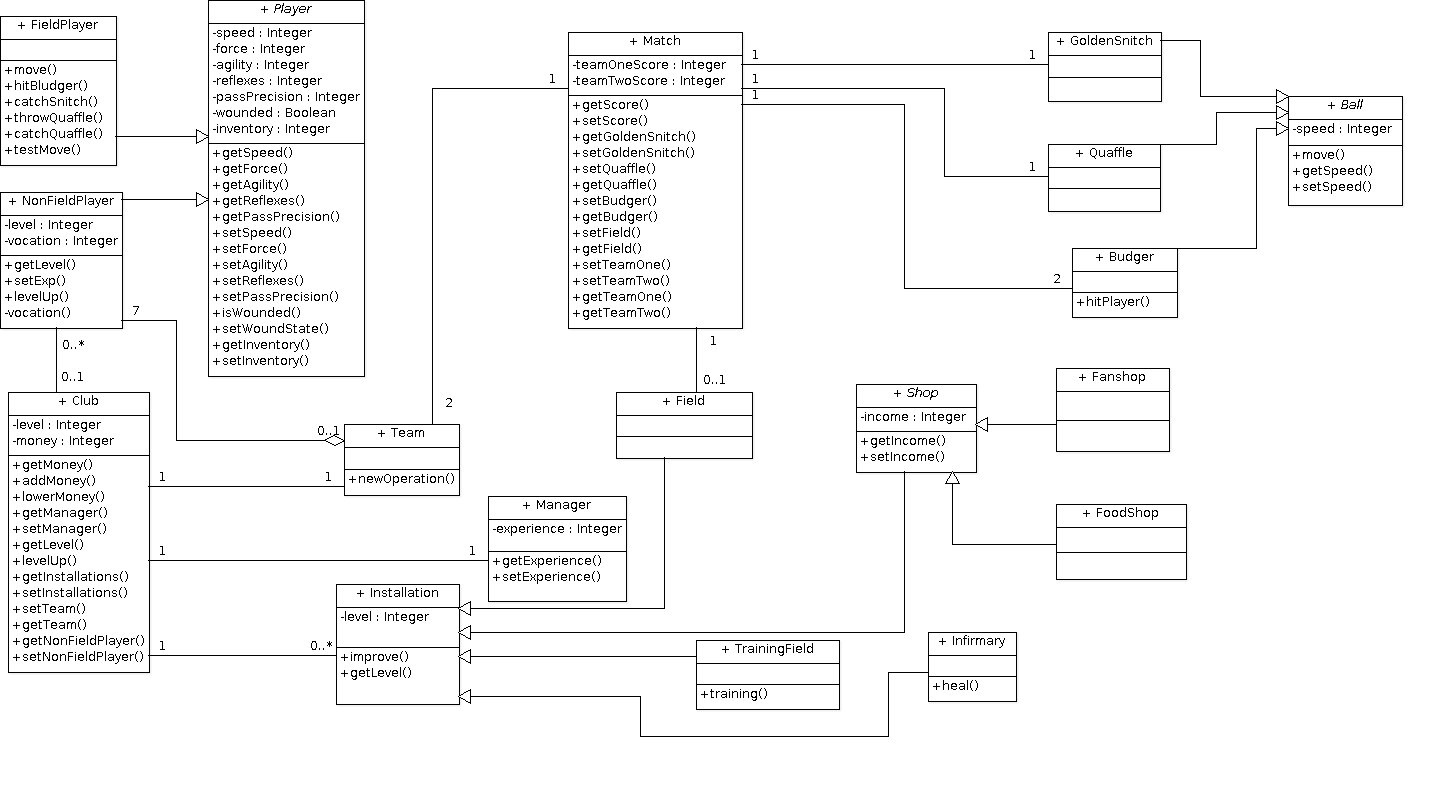 + FieldPlayer
+move()
+hitBludger()
+catchSnitch()
+throwQuaffle()
+catchQuaffle()
+testMove()
+ Player
-speed : Integer
-force : Integer
-agility : Integer
-reflexes : Integer
-passPrecision : Integer
-wounded : Boolean
-inventory : Integer
+getSpeed()
+getForce()
+getAgility()
+getReflexes()
+getPassPrecision()
+setSpeed()
+setForce()
+setAgility()
+setReflexes()
+setPassPrecision()
+isWounded()
+setWoundState()
+getInventory()
+setInventory()
+ NonFieldPlayer
-level : Integer
-vocation : Integer
+getLevel()
+setExp()
+levelUp()
-vocation()
7
0..*
0..1
+ Match
-teamOneScore : Integer
-teamTwoScore : Integer
+getScore()
+setScore()
+getGoldenSnitch()
+setGoldenSnitch()
+setQuaffle()
+getQuaffle()
+setBudger()
+getBudger()
+setField()
+getField()
+setTeamOne()
+setTeamTwo()
+getTeamOne()
+getTeamTwo()
1
1
1
1
1
1
2
+ GoldenSnitch
+ Quaffle
+ Budger
+hitPlayer()
+ Ball
-speed : Integer
+move()
+getSpeed()
+setSpeed()
1
0..1
2
0..1
+ Club
-level : Integer
-money : Integer
+getMoney()
+addMoney()
+lowerMoney()
+getManager()
+setManager()
+getLevel()
+levelUp()
+getInstallations()
+setInstallations()
+setTeam()
+getTeam()
+getNonFieldPlayer()
+setNonFieldPlayer()
1
1
1
1
1
0..*
+ Team
+newOperation()
+ Field
+ Shop
-income : Integer
+getIncome()
+setIncome()
+ Fanshop
+ FoodShop
+ Manager
-experience : Integer
+getExperience()
+setExperience()
+ Installation
-level : Integer
+improve()
+getLevel()
+ TrainingField
+training()
+ Infirmary
+heal()